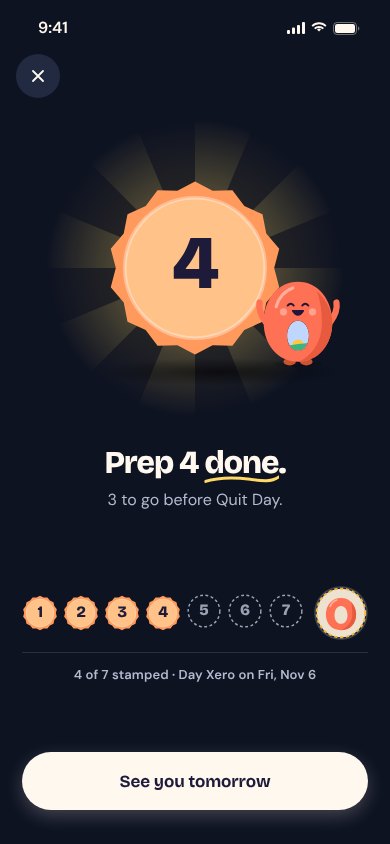 9:41
4
Prep 4 done.
3 to go before Quit Day.
1 2 3 4 5 6 7
4 of 7 stamped · Day Xero on Fri, Nov 6
See you tomorrow